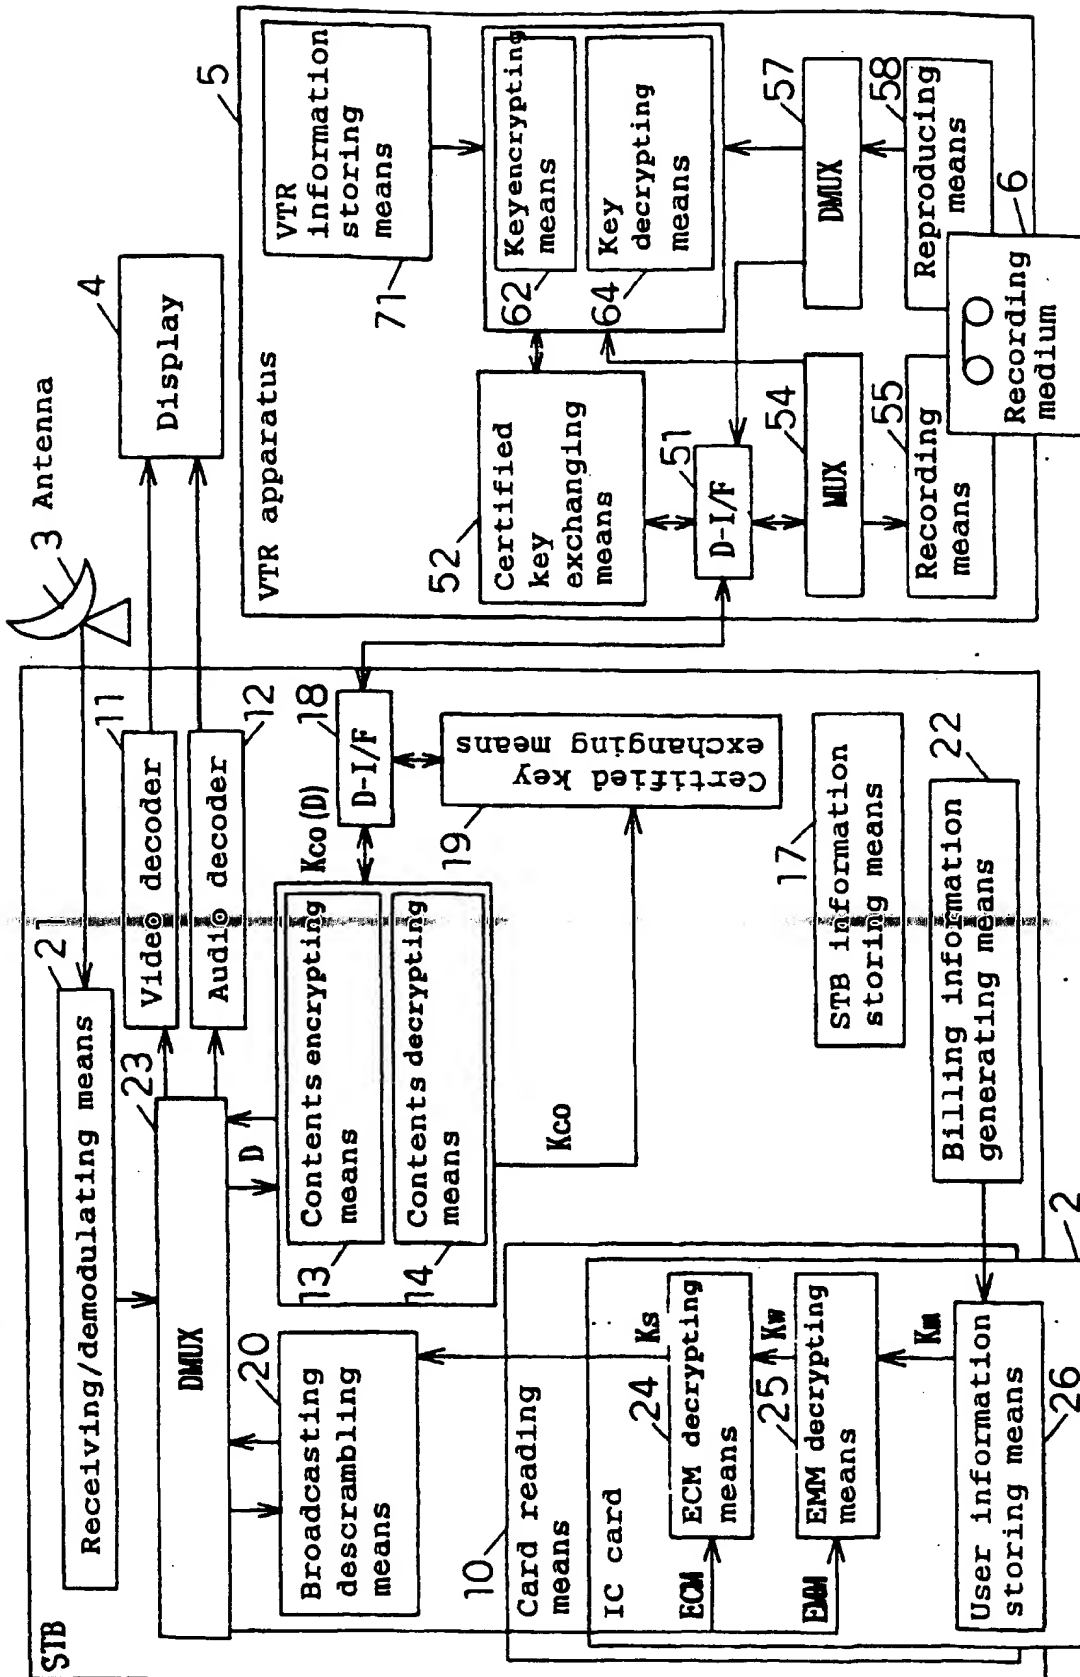 STB
Receiving/demodulating means
21
3
Antenna
DMUX
23
Video decoder
11
Audio decoder
12
4
Display
Broadcasting
descrambling
means
20
D
Contents encrypting
means
13
Contents decrypting
means
14
Kco(D)
D-I/F
18
Certified key
exchanging means
19
Kco
10
Card reading
means
IC card
ECM
ECM decrypting
means
24
Ks
EMM
EMM decrypting
means
25
Kw
Km
User information
storing means
26
2
STB information
storing means
17
Billing information
generating means
22
VTR apparatus
5
VTR
information
storing
means
71
Certified
key
exchanging
means
52
Keyencrypting
means
62
Key
decrypting
means
64
D-I/F
51
MUX
54
DMUX
57
Recording
means
55
Reproducing
means
58
Recording
medium
6